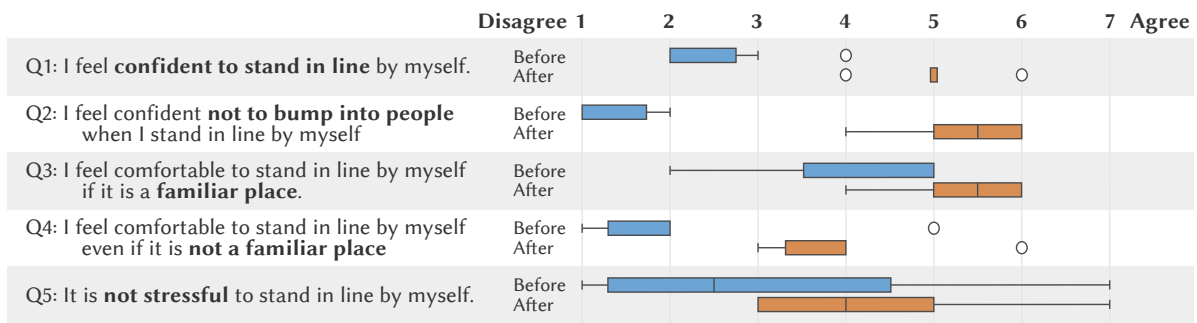 Disagree 1 2 3 4 5 6 7 Agree
Q1: I feel confident to stand in line by myself.
Before
After
Q2: I feel confident not to bump into people
when I stand in line by myself
Before
After
Q3: I feel comfortable to stand in line by myself
if it is a familiar place.
Before
After
Q4: I feel comfortable to stand in line by myself
even if it is not a familiar place
Before
After
Q5: It is not stressful to stand in line by myself.
Before
After